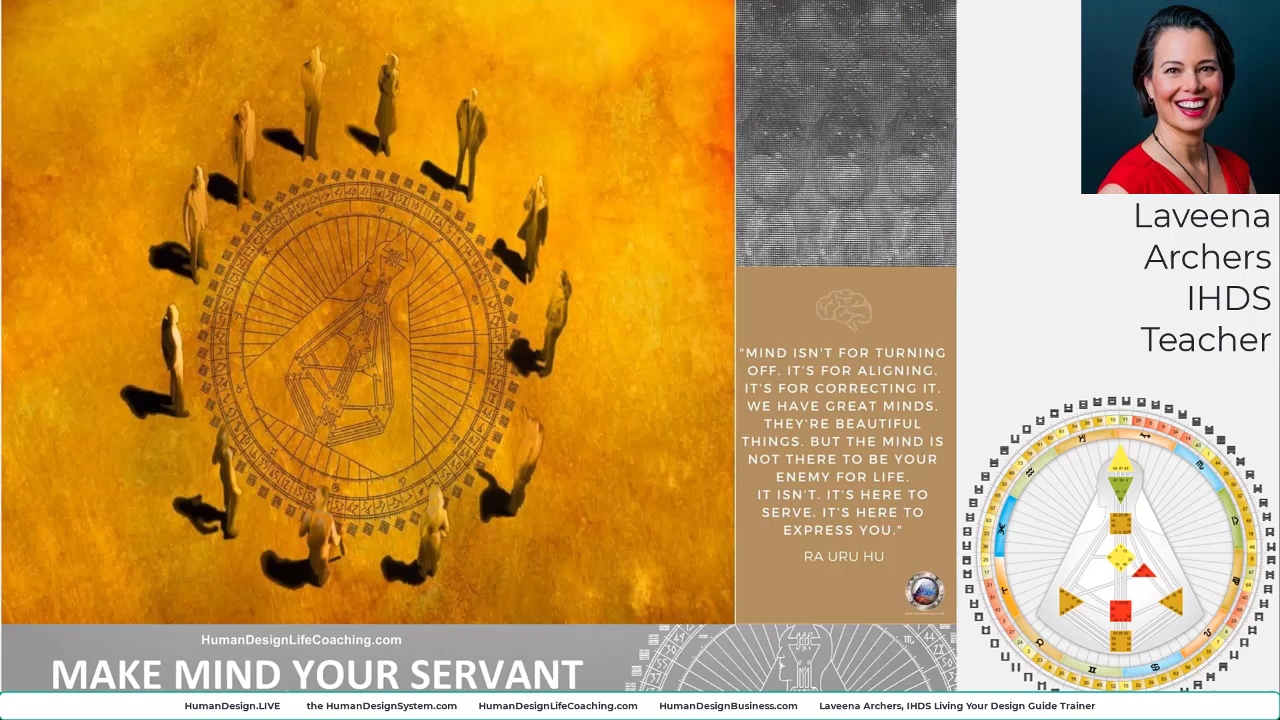 "MIND ISN'T FOR TURNING
OFF. IT'S FOR ALIGNING.
IT'S FOR CORRECTING IT.
WE HAVE GREAT MINDS.
THEY'RE BEAUTIFUL
THINGS. BUT THE MIND IS
NOT THERE TO BE YOUR
ENEMY FOR LIFE.
IT ISN'T. IT'S HERE TO
SERVE. IT'S HERE TO
EXPRESS YOU."
RA URU HU
Laveena
Archers
IHDS
Teacher
HumanDesignLifeCoaching.com
MAKE MIND YOUR SERVANT
HumanDesign.LIVE the HumanDesignSystem.com HumanDesignLifeCoaching.com HumanDesignBusiness.com Laveena Archers, IHDS Living Your Design Guide Trainer